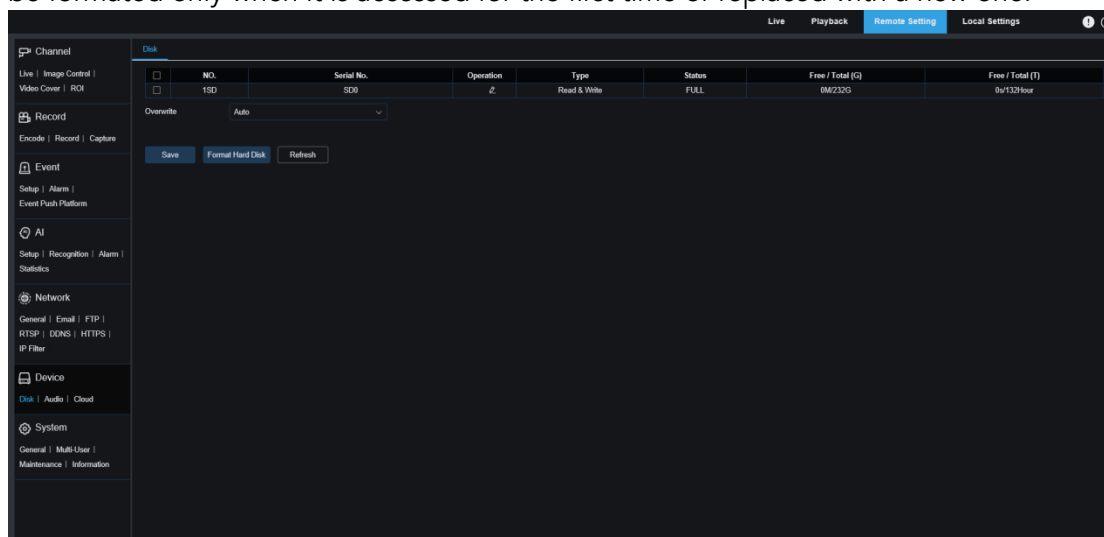 be formatted only when it is accessed for the first time or replaced with a new one.
Live Playback Remote Setting Local Settings
Channel
Live | Image Control |
Video Cover | ROI
Record
Encode | Record | Capture
Event
Setup | Alarm |
Event Push Platform
AI
Setup | Recognition | Alarm |
Statistics
Network
General | Email | FTP |
RTSP | DDNS | HTTPS |
IP Filter
Device
Disk | Audio | Cloud
System
General | Multi-User |
Maintenance | Information
Disk
NO. Serial No. Operation Type Status Free / Total (G) Free / Total (T)
1SD SD0 Read & Write FULL 0M/232G 0s/132Hour
Overwrite Auto
Save Format Hard Disk Refresh